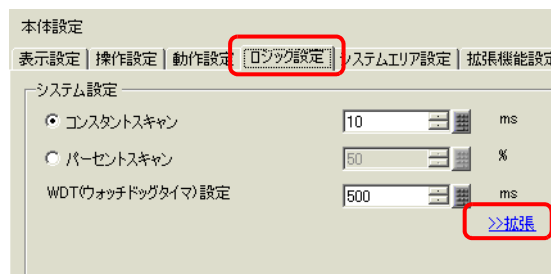 本体設定
表示設定 操作設定 動作設定 ロジック設定 システムエリア設定 拡張機能設定
システム設定
コンスタントスキャン 10 ms
パーセントスキャン 50 %
WDT(ウォッチドッグタイマ)設定 500 ms
>>拡張